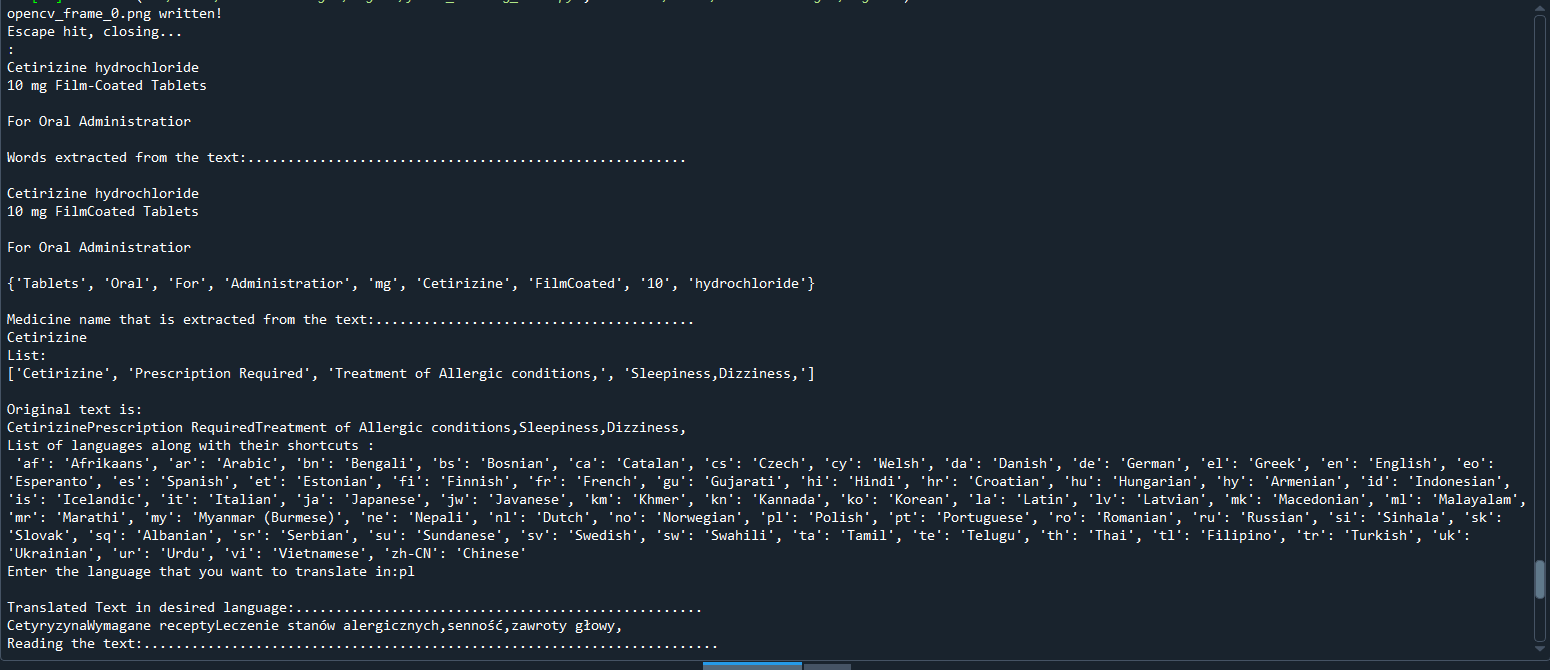 opencv_frame_0.png written!
Escape hit, closing...
:
Cetirizine hydrochloride
10 mg Film-Coated Tablets
For Oral Administratior
Words extracted from the text:.......................................................
Cetirizine hydrochloride
10 mg FilmCoated Tablets
For Oral Administratior
{'Tablets', 'Oral', 'For', 'Administratior', 'mg', 'Cetirizine', 'FilmCoated', '10', 'hydrochloride'}
Medicine name that is extracted from the text:........................................
Cetirizine
List:
['Cetirizine', 'Prescription Required', 'Treatment of Allergic conditions,', 'Sleepiness,Dizziness,']
Original text is:
CetirizinePrescription RequiredTreatment of Allergic conditions,Sleepiness,Dizziness,
List of languages along with their shortcuts :
'af': 'Afrikaans', 'ar': 'Arabic', 'bn': 'Bengali', 'bs': 'Bosnian', 'ca': 'Catalan', 'cs': 'Czech', 'cy': 'Welsh', 'da': 'Danish', 'de': 'German', 'el': 'Greek', 'en': 'English', 'eo':
'Esperanto', 'es': 'Spanish', 'et': 'Estonian', 'fi': 'Finnish', 'fr': 'French', 'gu': 'Gujarati', 'hi': 'Hindi', 'hr': 'Croatian', 'hu': 'Hungarian', 'hy': 'Armenian', 'id': 'Indonesian',
'is': 'Icelandic', 'it': 'Italian', 'ja': 'Japanese', 'jw': 'Javanese', 'km': 'Khmer', 'kn': 'Kannada', 'ko': 'Korean', 'la': 'Latin', 'lv': 'Latvian', 'mk': 'Macedonian', 'ml': 'Malayalam',
'mr': 'Marathi', 'my': 'Myanmar (Burmese)', 'ne': 'Nepali', 'nl': 'Dutch', 'no': 'Norwegian', 'pl': 'Polish', 'pt': 'Portuguese', 'ro': 'Romanian', 'ru': 'Russian', 'si': 'Sinhala', 'sk':
'Slovak', 'sq': 'Albanian', 'sr': 'Serbian', 'su': 'Sundanese', 'sv': 'Swedish', 'sw': 'Swahili', 'ta': 'Tamil', 'te': 'Telugu', 'th': 'Thai', 'tl': 'Filipino', 'tr': 'Turkish', 'uk':
'Ukrainian', 'ur': 'Urdu', 'vi': 'Vietnamese', 'zh-CN': 'Chinese'
Enter the language that you want to translate in:pl
Translated Text in desired language:...................................................
CetyryzynaWymagane receptyLeczenie stanów alergicznych,senność,zawroty głowy,
Reading the text:........................................................................